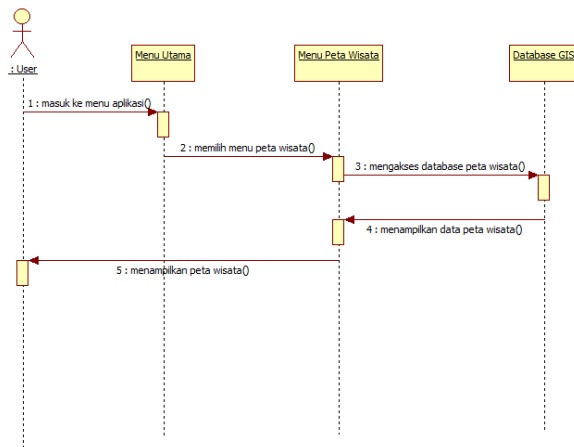 : User
Menu Utama
Menu Peta Wisata
Database GIS
1 : masuk ke menu aplikasi()
2 : memilih menu peta wisata()
3 : mengakses database peta wisata()
4 : menampilkan data peta wisata()
5 : menampilkan peta wisata()